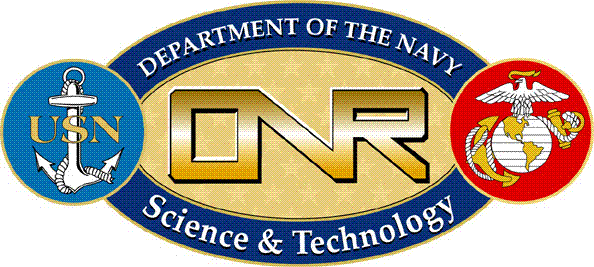 DEPARTMENT OF THE NAVY
USN
ONR
Science & Technology